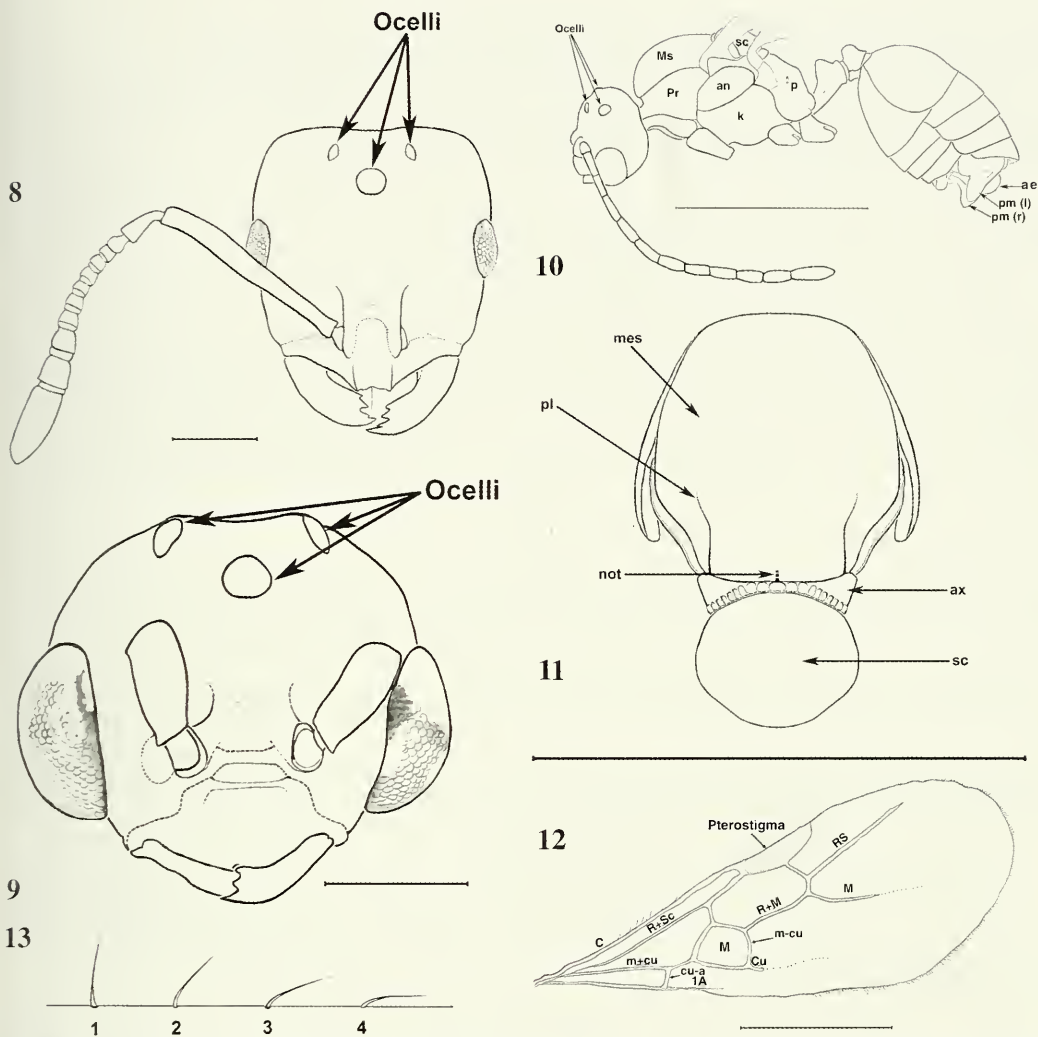 Ocelli
8
Ocelli
9
13
1 2 3 4
Ocelli
Ms
sc
Pr
an
p
k
ae
pm (l)
pm (r)
10
mes
pl
not
ax
sc
11
12
Pterostigma
RS
M
R+M
R+Sc
C
m-cu
M
m+cu
Cu
cu-a
1A